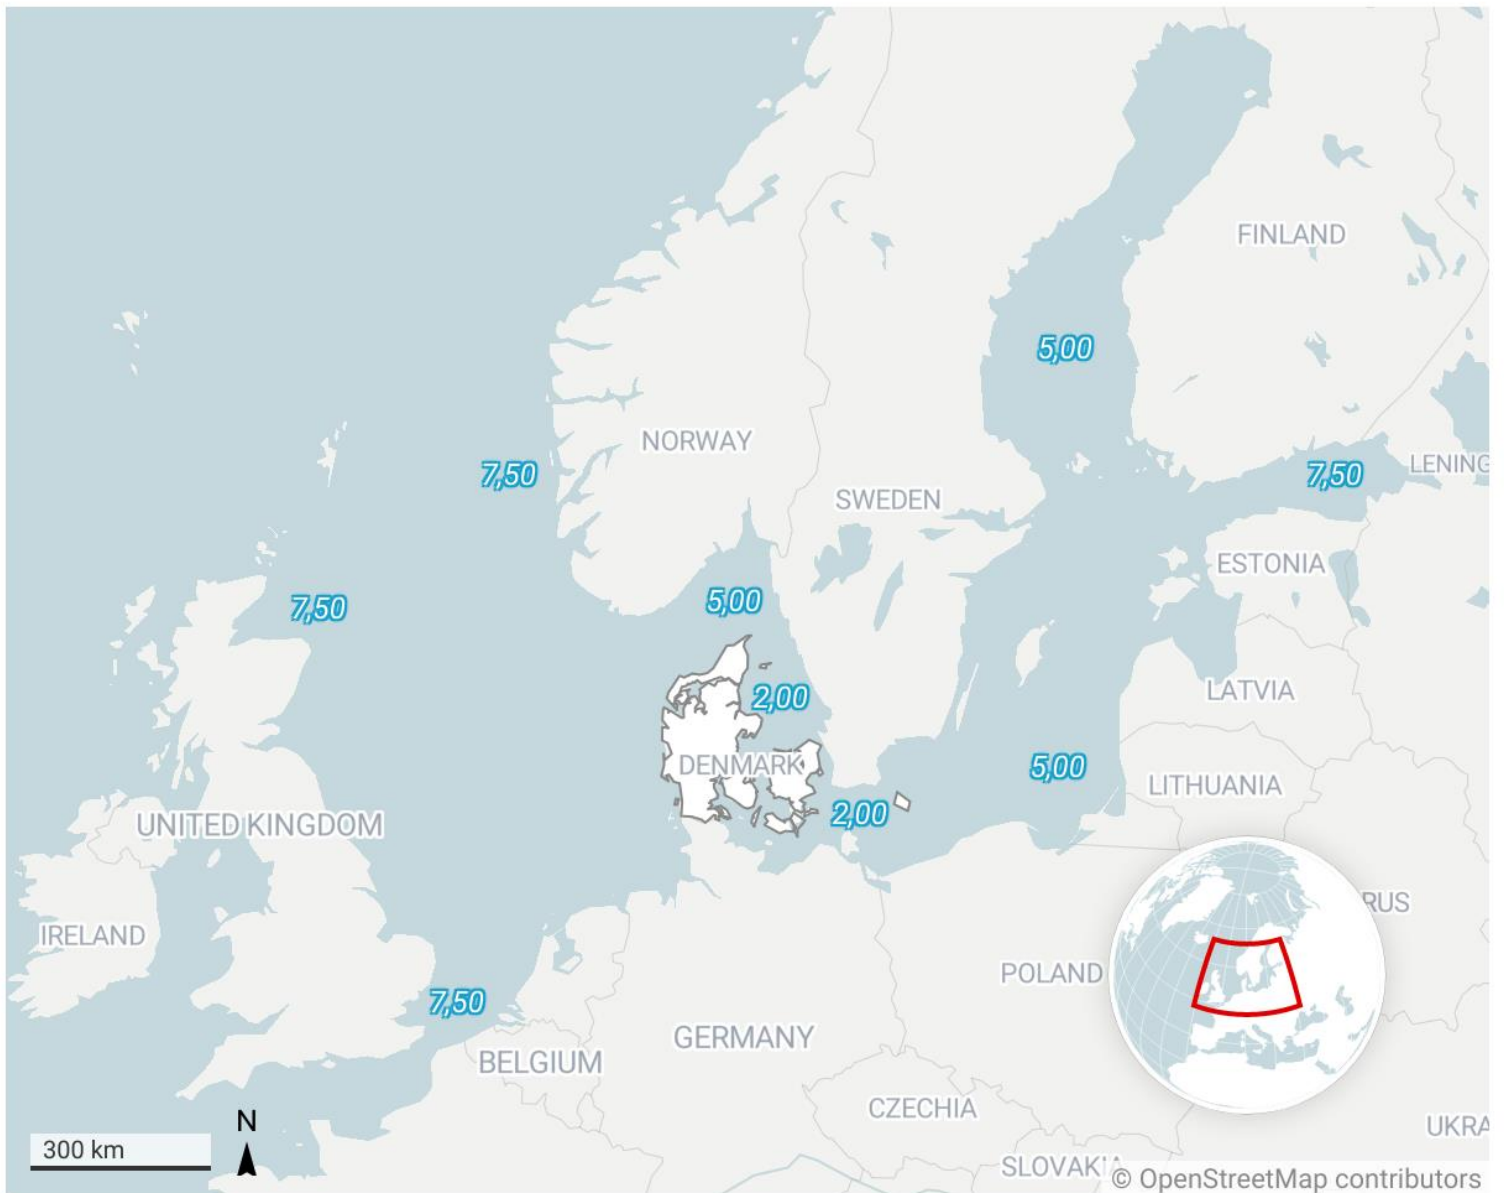 FINLAND
5,00
NORWAY
7,50
7,50
LENING
SWEDEN
ESTONIA
5,00
7,50
LATVIA
2,00
DENMARK
5,00
LITHUANIA
2,00
UNITED KINGDOM
RUS
IRELAND
POLAND
7,50
GERMANY
BELGIUM
CZECHIA
N
UKRA
300 km
SLOVAKI
© OpenStreetMap contributors